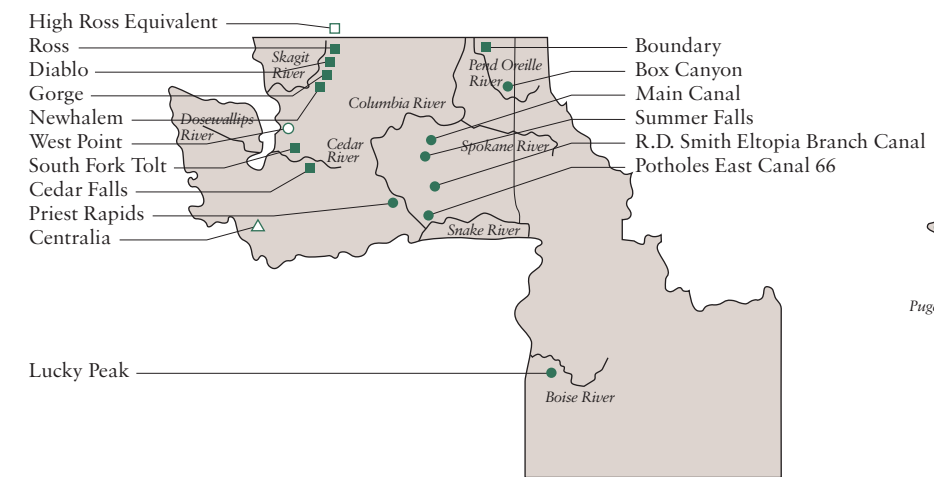 High Ross Equivalent
Ross
Diablo
Gorge
Newhalem
West Point
South Fork Tolt
Cedar Falls
Priest Rapids
Centralia
Lucky Peak
Skagit
River
Dosewallips
River
Columbia River
Cedar
River
Pend Oreille
River
Spokane River
Snake River
Boise River
Boundary
Box Canyon
Main Canal
Summer Falls
R.D. Smith Eltopia Branch Canal
Potholes East Canal 66